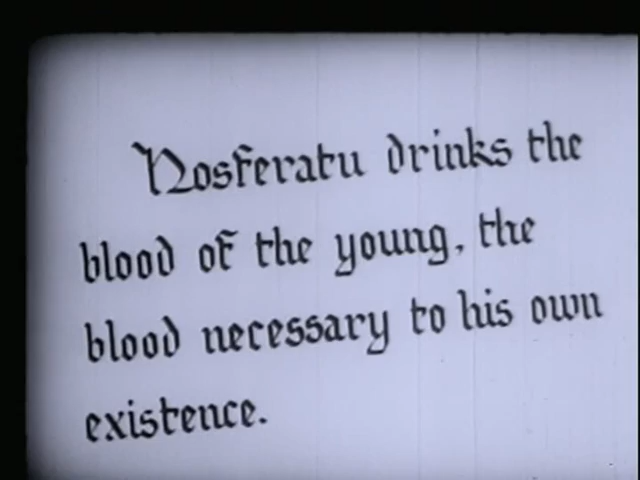 Nosferatu drinks the
blood of the young, the
blood necessary to his own
existence.